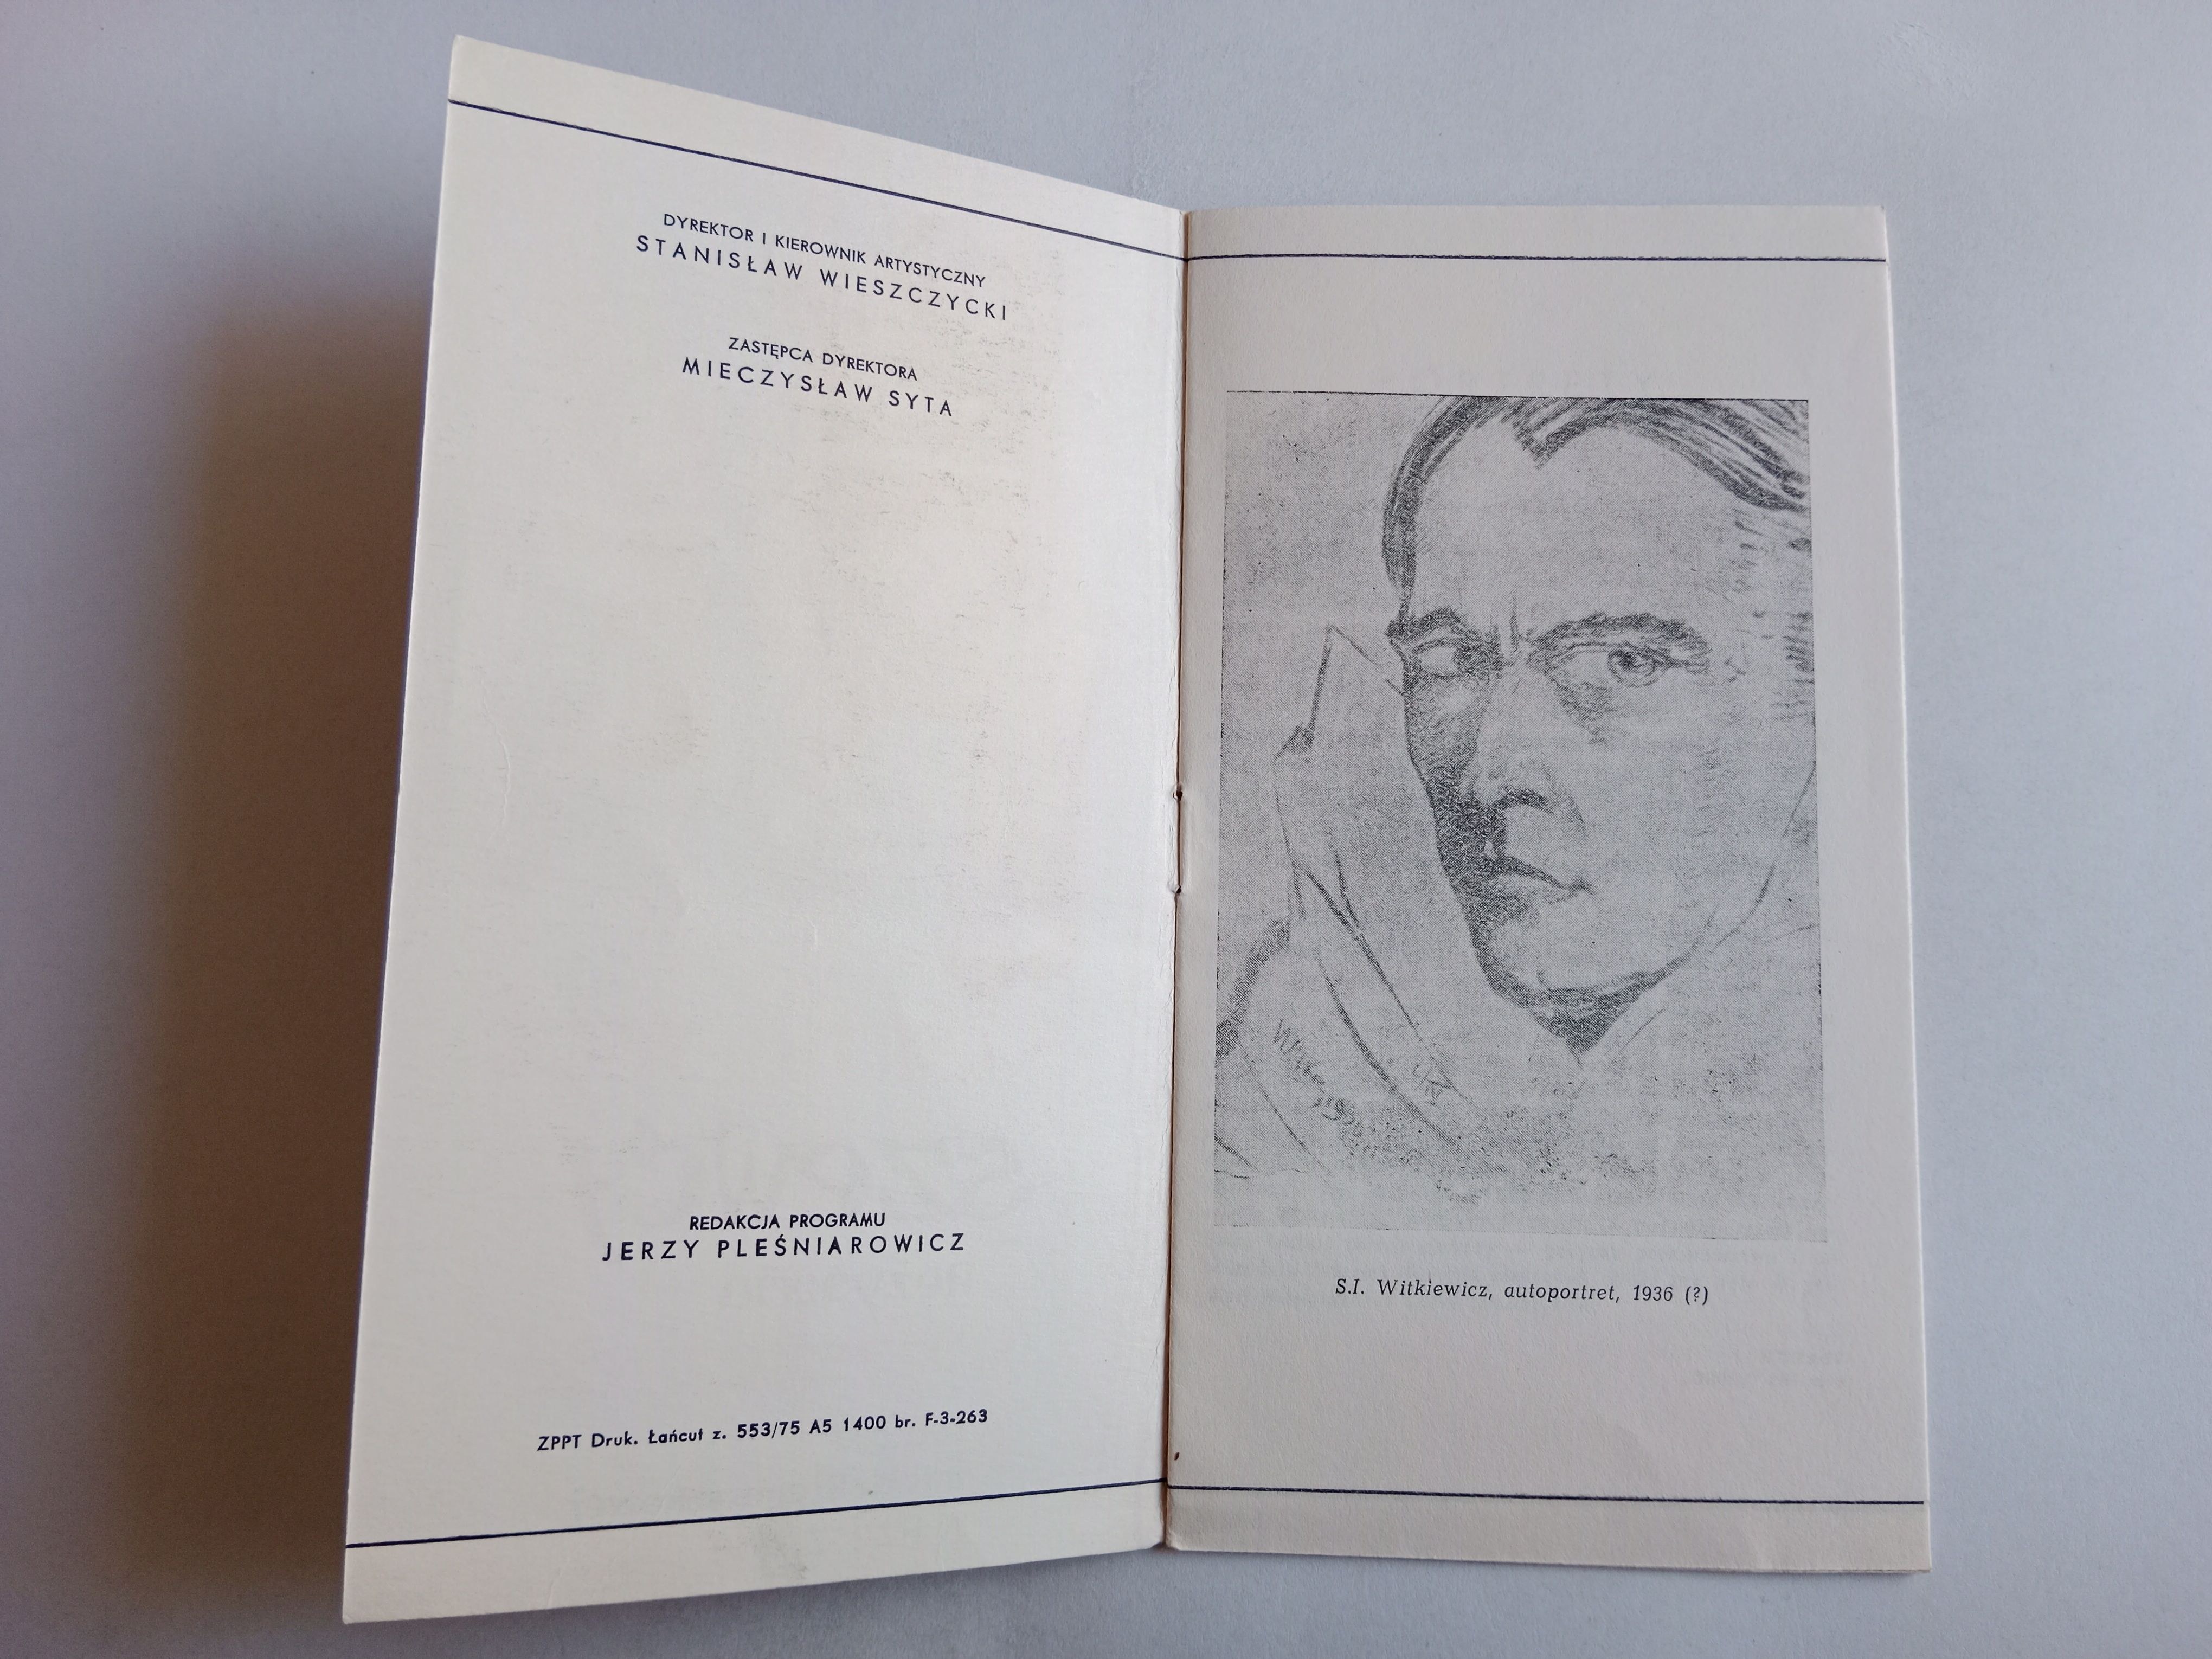 DYREKTOR I KIEROWNIK ARTYSTYCZNY
STANISŁAW WIESZCZYCKI
ZASTĘPCA DYREKTORA
MIECZYSŁAW SYTA
REDAKCJA PROGRAMU
JERZY PLEŚNIAROWICZ
ZPPT Druk. Łańcut z. 553/75 A5 1400 br. F-3-263
S.I. Witkiewicz, autoportret, 1936 (?)